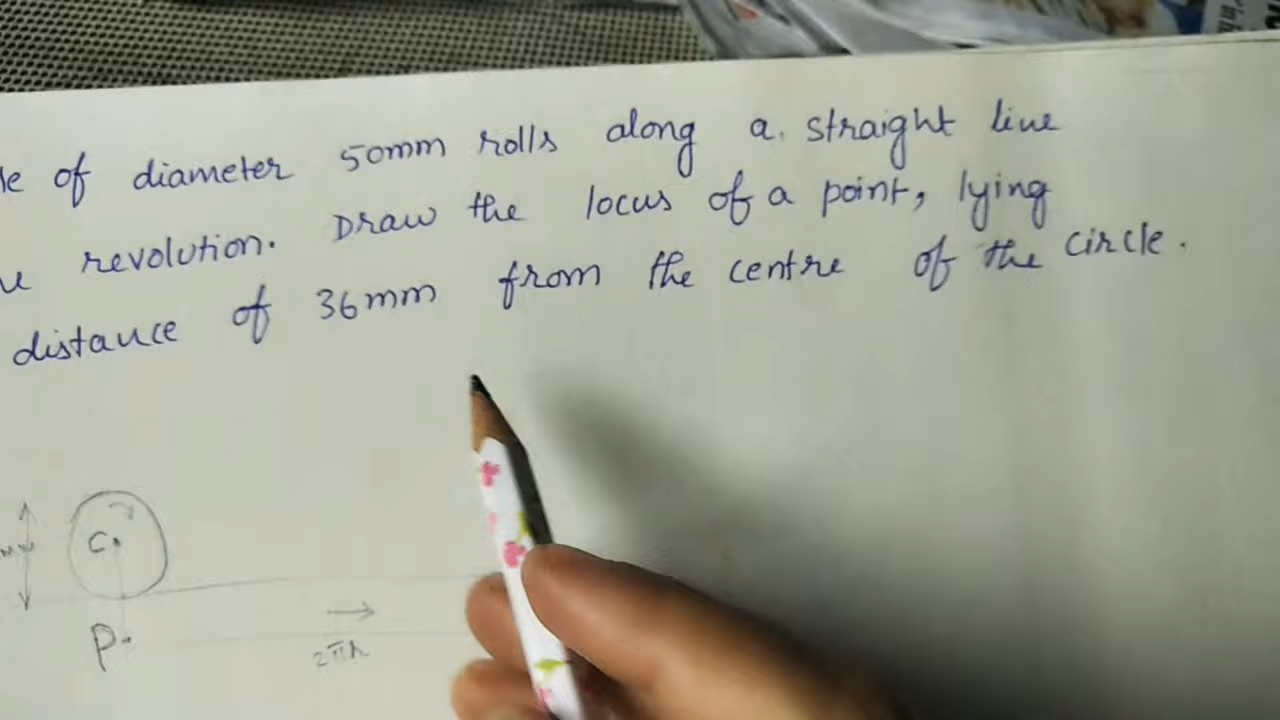 le of diameter 50mm rolls along a straight line
revolution. Draw the locus of a point, lying
distance of 36mm from the centre of the circle.
C
P
2πr